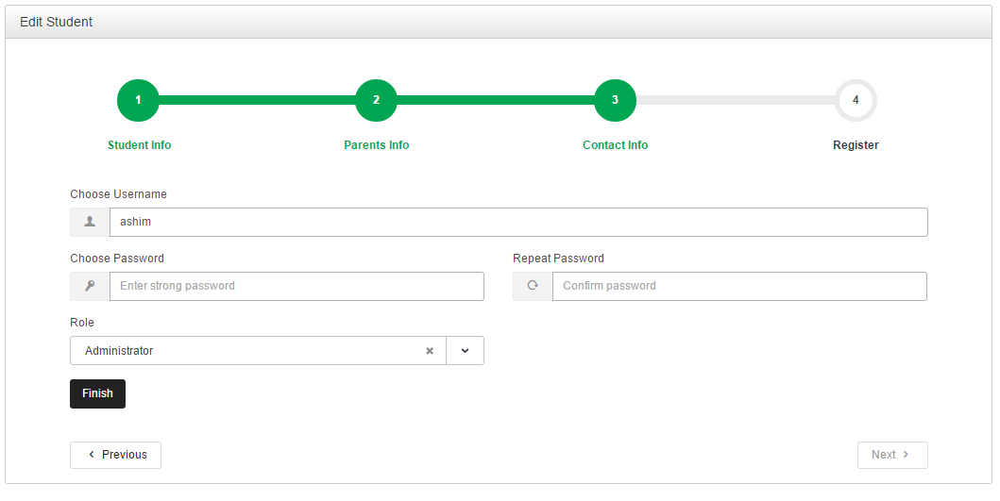 Edit Student
1 2 3 4
Student Info Parents Info Contact Info Register
Choose Username
ashim
Choose Password Repeat Password
Enter strong password Confirm password
Role
Administrator
Finish
Previous Next